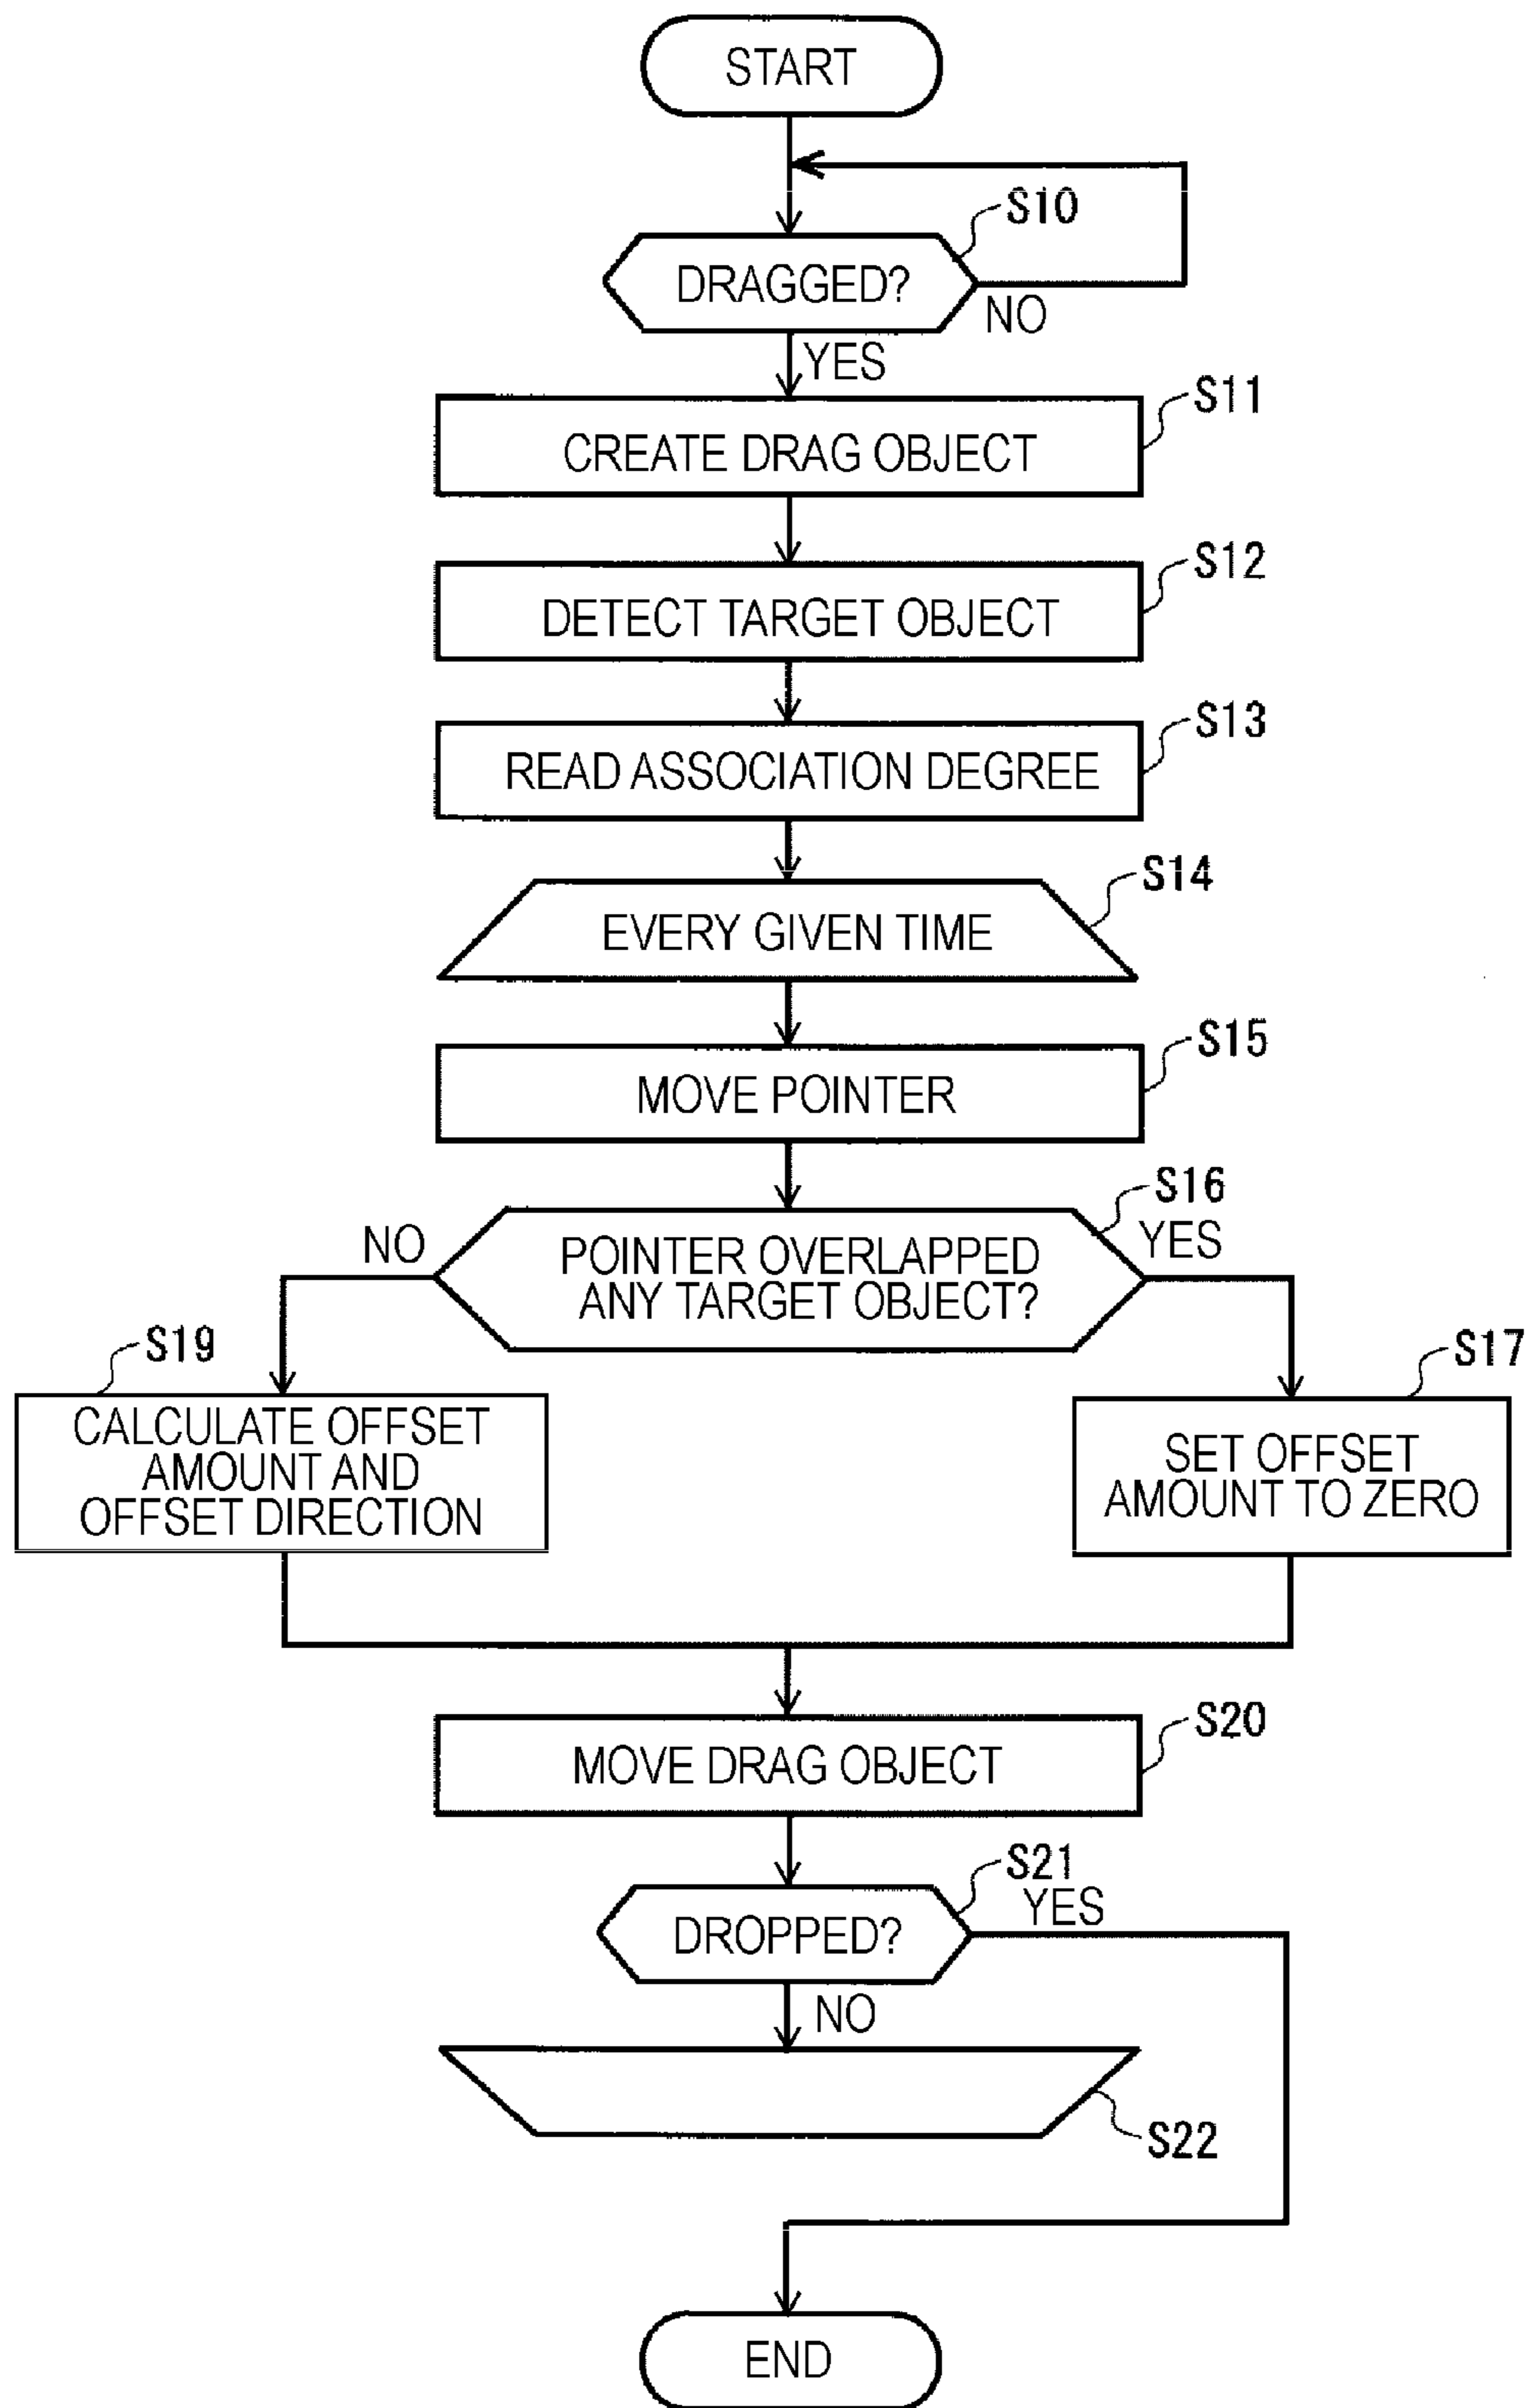 START
S10
DRAGGED?
NO
YES
S11
CREATE DRAG OBJECT
S12
DETECT TARGET OBJECT
S13
READ ASSOCIATION DEGREE
S14
EVERY GIVEN TIME
S15
MOVE POINTER
S16
NO
YES
POINTER OVERLAPPED
ANY TARGET OBJECT?
S19
S17
CALCULATE OFFSET
AMOUNT AND
OFFSET DIRECTION
SET OFFSET
AMOUNT TO ZERO
S20
MOVE DRAG OBJECT
S21
YES
DROPPED?
NO
S22
END